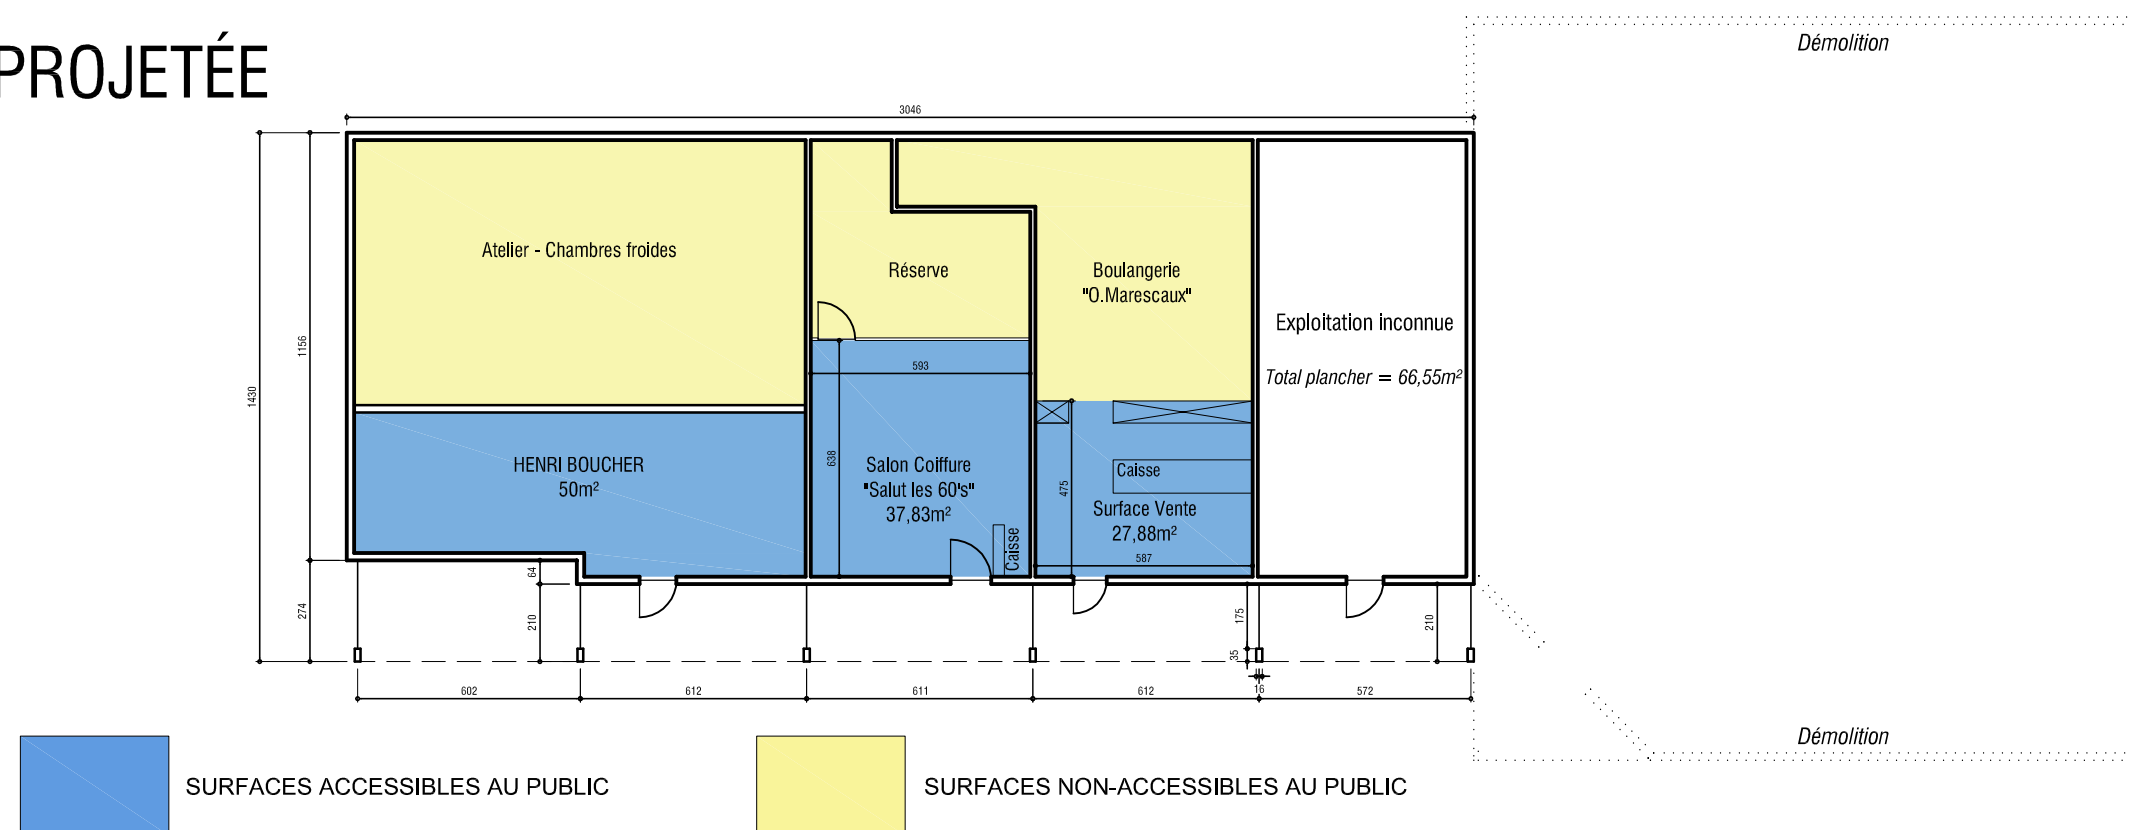 PROJETÉE
Démolition
3046
1156
1430
274
Atelier - Chambres froides
HENRI BOUCHER
50m²
Réserve
593
638
Salon Coiffure
"Salut les 60's"
37,83m²
Caisse
Boulangerie
"O.Marescaux"
475
Caisse
Surface Vente
27,88m²
587
Exploitation inconnue
Total plancher = 66,55m²
64
210
175
35
210
602
612
611
612
16
572
Démolition
SURFACES ACCESSIBLES AU PUBLIC
SURFACES NON-ACCESSIBLES AU PUBLIC